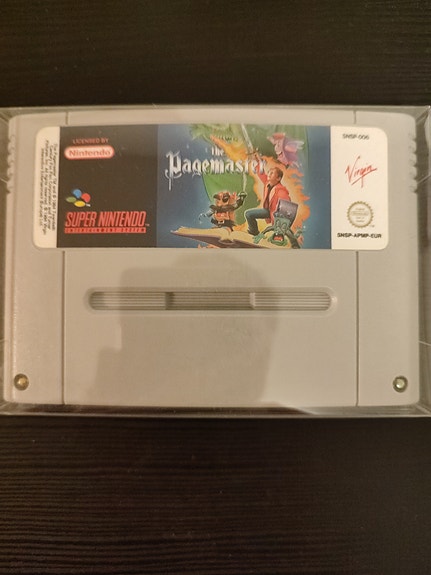 LICENSED BY
Nintendo
SUPER NINTENDO
ENTERTAINMENT SYSTEM
the
Pagemaster
SNSP-006
Virgin
SNSP-APMP-EUR